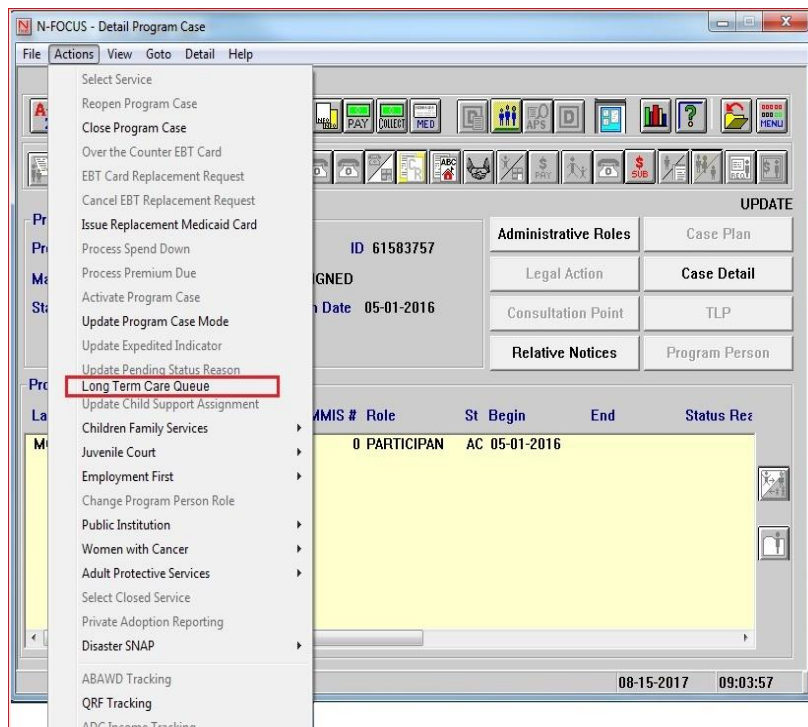 N-FOCUS - Detail Program Case
File Actions View Goto Detail Help
Select Service
Reopen Program Case
Close Program Case
Over the Counter EBT Card
EBT Card Replacement Request
Cancel EBT Replacement Request
Issue Replacement Medicaid Card
Process Spend Down
Process Premium Due
Activate Program Case
Update Program Case Mode
Update Expedited Indicator
Update Pending Status Reason
Long Term Care Queue
Update Child Support Assignment
Children Family Services
Juvenile Court
Employment First
Change Program Person Role
Public Institution
Women with Cancer
Adult Protective Services
Select Closed Service
Private Adoption Reporting
Disaster SNAP
ABAWD Tracking
QRF Tracking
ADC Income Tracking
PAY COLLECT MED APS D MENU
ABC $ PAY $ SUB
UPDATE
ID 61583757
IGNED
n Date 05-01-2016
Administrative Roles Case Plan
Legal Action Case Detail
Consultation Point TLP
Relative Notices Program Person
MMIS # Role St Begin End Status Rea
0 PARTICIPAN AC 05-01-2016
08-15-2017 09:03:57